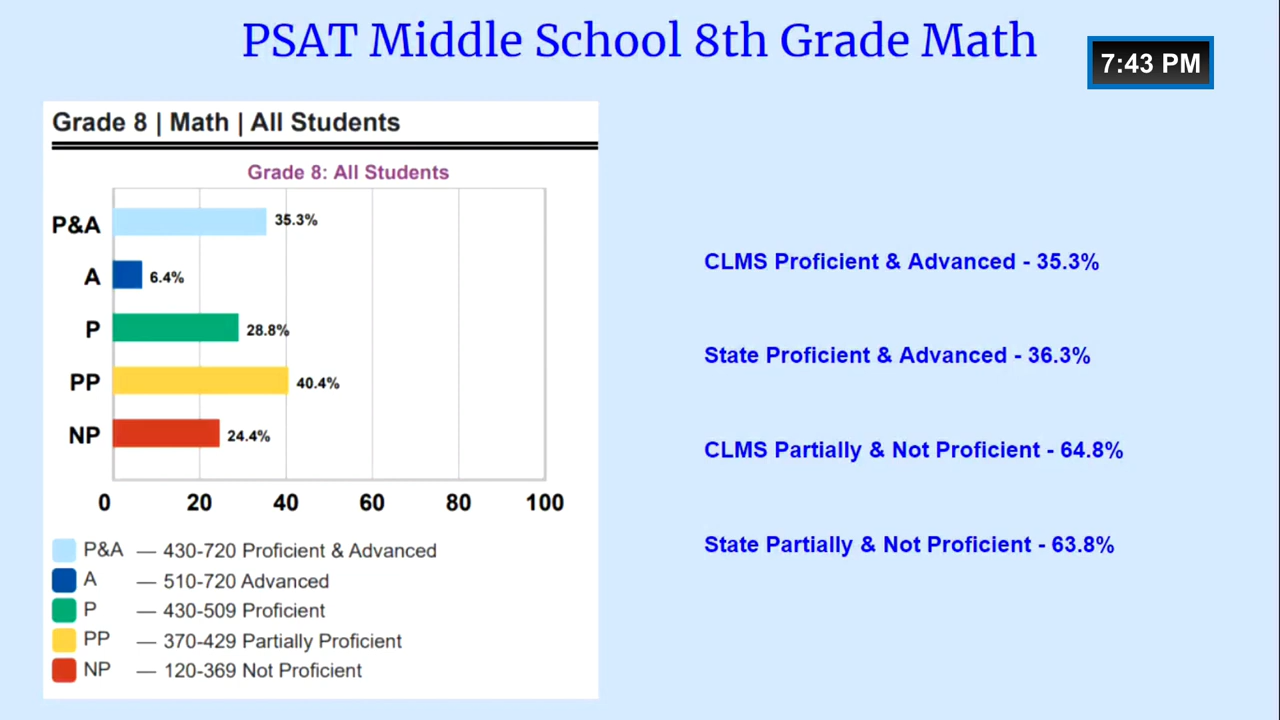 PSAT Middle School 8th Grade Math
7:43 PM
Grade 8 | Math | All Students
Grade 8: All Students
P&A 35.3%
A 6.4%
P 28.8%
PP 40.4%
NP 24.4%
0 20 40 60 80 100
P&A — 430-720 Proficient & Advanced
A — 510-720 Advanced
P — 430-509 Proficient
PP — 370-429 Partially Proficient
NP — 120-369 Not Proficient
CLMS Proficient & Advanced - 35.3%
State Proficient & Advanced - 36.3%
CLMS Partially & Not Proficient - 64.8%
State Partially & Not Proficient - 63.8%